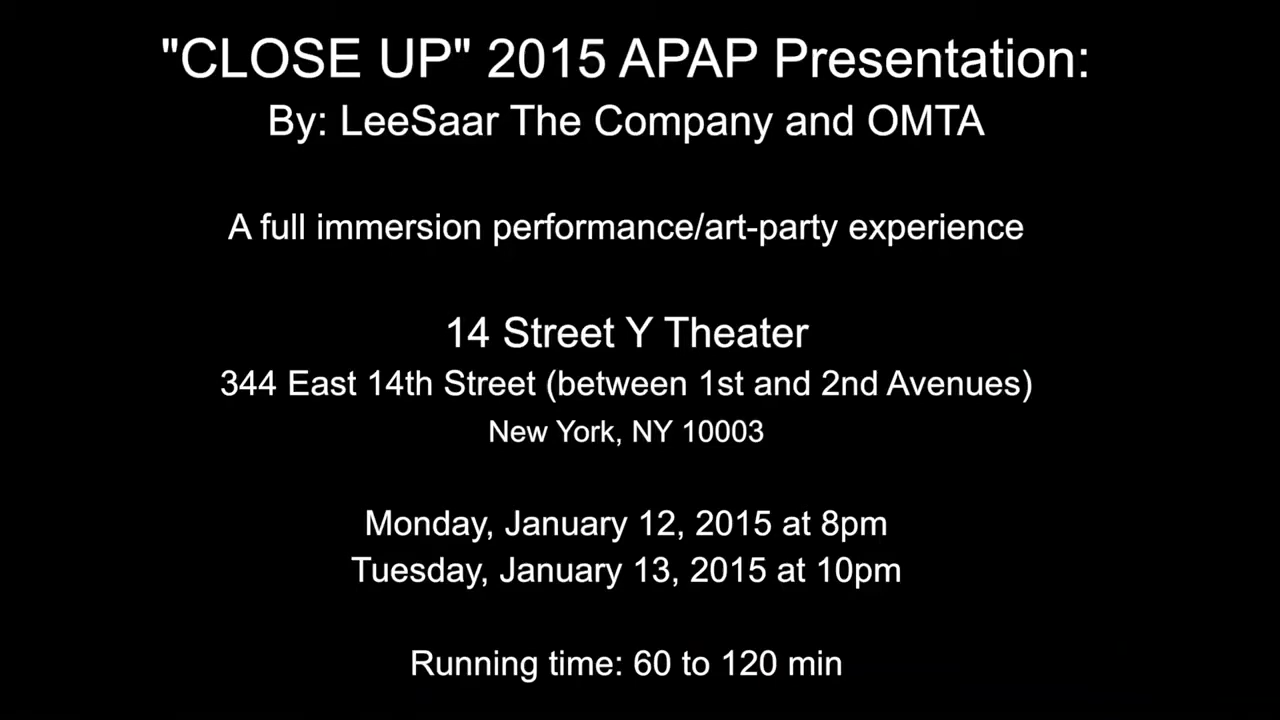 "CLOSE UP" 2015 APAP Presentation:
By: LeeSaar The Company and OMTA
A full immersion performance/art-party experience
14 Street Y Theater
344 East 14th Street (between 1st and 2nd Avenues)
New York, NY 10003
Monday, January 12, 2015 at 8pm
Tuesday, January 13, 2015 at 10pm
Running time: 60 to 120 min